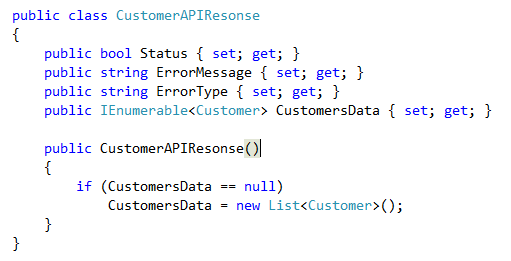 public class CustomerAPIResonse
{
    public bool Status { set; get; }
    public string ErrorMessage { set; get; }
    public string ErrorType { set; get; }
    public IEnumerable<Customer> CustomersData { set; get; }

    public CustomerAPIResonse()
    {
        if (CustomersData == null)
            CustomersData = new List<Customer>();
    }
}